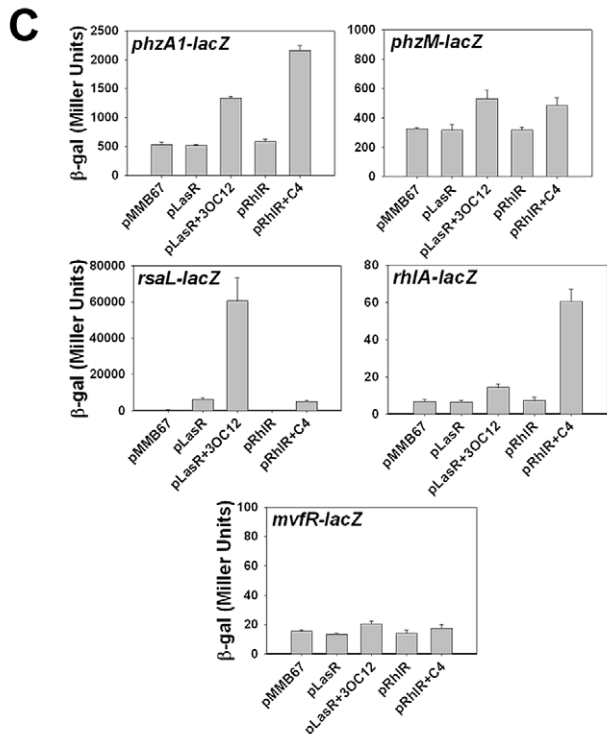 C
phzA1-lacZ
β-gal (Miller Units)
2500
2000
1500
1000
500
0
pMMB67
pLasR
pLasR+3OC12
pRhlR
pRhlR+C4
phzM-lacZ
1000
800
600
400
200
0
pMMB67
pLasR
pLasR+3OC12
pRhlR
pRhlR+C4
rsaL-lacZ
β-gal (Miller Units)
80000
60000
40000
20000
0
pMMB67
pLasR
pLasR+3OC12
pRhlR
pRhlR+C4
rhlA-lacZ
80
60
40
20
0
pMMB67
pLasR
pLasR+3OC12
pRhlR
pRhlR+C4
mvfR-lacZ
β-gal (Miller Units)
100
80
60
40
20
0
pMMB67
pLasR
pLasR+3OC12
pRhlR
pRhlR+C4